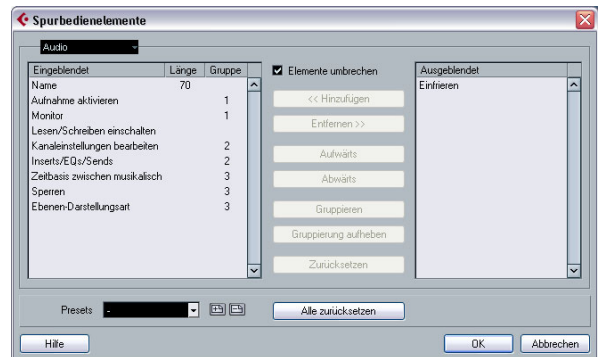 Spurbedienelemente
Audio
Eingeblendet Länge Gruppe
Name 70
Aufnahme aktivieren 1
Monitor 1
Lesen/Schreiben einschalten
Kanaleinstellungen bearbeiten 2
Inserts/EQs/Sends 2
Zeitbasis zwischen musikalisch 3
Sperren 3
Ebenen-Darstellungsart 3
Elemente umbrechen
<< Hinzufügen
Entfernen >>
Aufwärts
Abwärts
Gruppieren
Gruppierung aufheben
Zurücksetzen
Ausgeblendet
Einfrieren
Presets -
Alle zurücksetzen
Hilfe
OK
Abbrechen